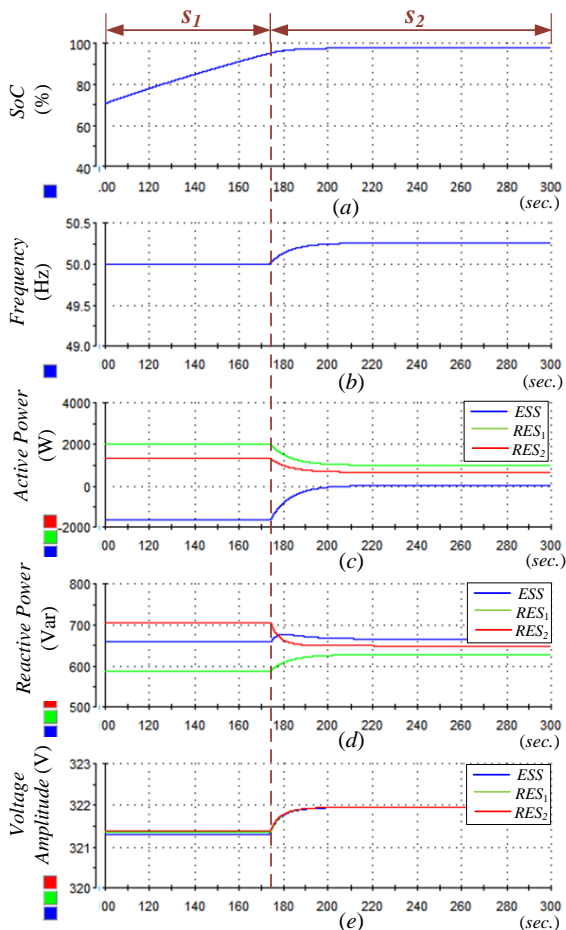 S1 S2
SoC (%)
100
80
60
40
.00 120 140 160 180 200 220 240 260 280 300
(a) (sec.)
Frequency (Hz)
50.5
50.0
49.5
49.0
00 120 140 160 180 200 220 240 260 280 300
(b) (sec.)
Active Power (W)
4000
2000
0
-2000
ESS
RES1
RES2
00 120 140 160 180 200 220 240 260 280 300
(c) (sec.)
Reactive Power (Var)
800
700
600
500
ESS
RES1
RES2
00 120 140 160 180 200 220 240 260 280 300
(d) (sec.)
Voltage Amplitude (V)
323
322
321
320
ESS
RES1
RES2
00 120 140 160 180 200 220 240 260 280 300
(e) (sec.)